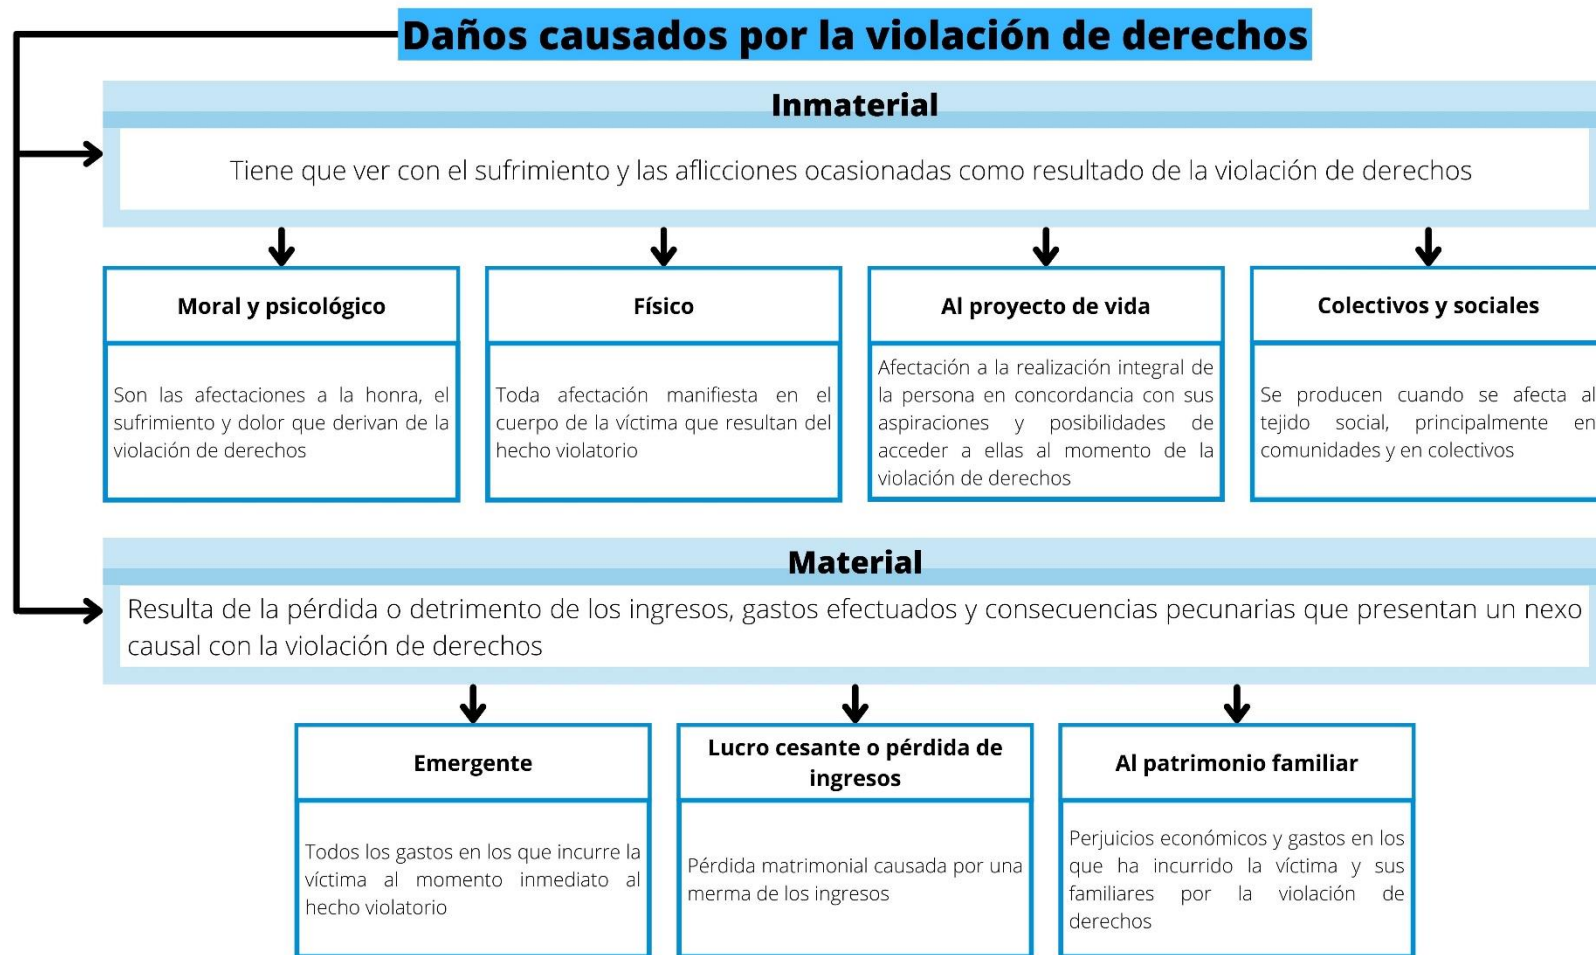 Daños causados por la violación de derechos
Inmaterial
Tiene que ver con el sufrimiento y las aflicciones ocasionadas como resultado de la violación de derechos
Moral y psicológico
Son las afectaciones a la honra, el
sufrimiento y dolor que derivan de la
violación de derechos
Físico
Toda afectación manifiesta en el
cuerpo de la víctima que resultan del
hecho violatorio
Al proyecto de vida
Afectación a la realización integral de
la persona en concordancia con sus
aspiraciones y posibilidades de
acceder a ellas al momento de la
violación de derechos
Colectivos y sociales
Se producen cuando se afecta al
tejido social, principalmente en
comunidades y en colectivos
Material
Resulta de la pérdida o detrimento de los ingresos, gastos efectuados y consecuencias pecunarias que presentan un nexo
causal con la violación de derechos
Emergente
Todos los gastos en los que incurre la
víctima al momento inmediato al
hecho violatorio
Lucro cesante o pérdida de
ingresos
Pérdida matrimonial causada por una
merma de los ingresos
Al patrimonio familiar
Perjuicios económicos y gastos en los
que ha incurrido la víctima y sus
familiares por la violación de
derechos